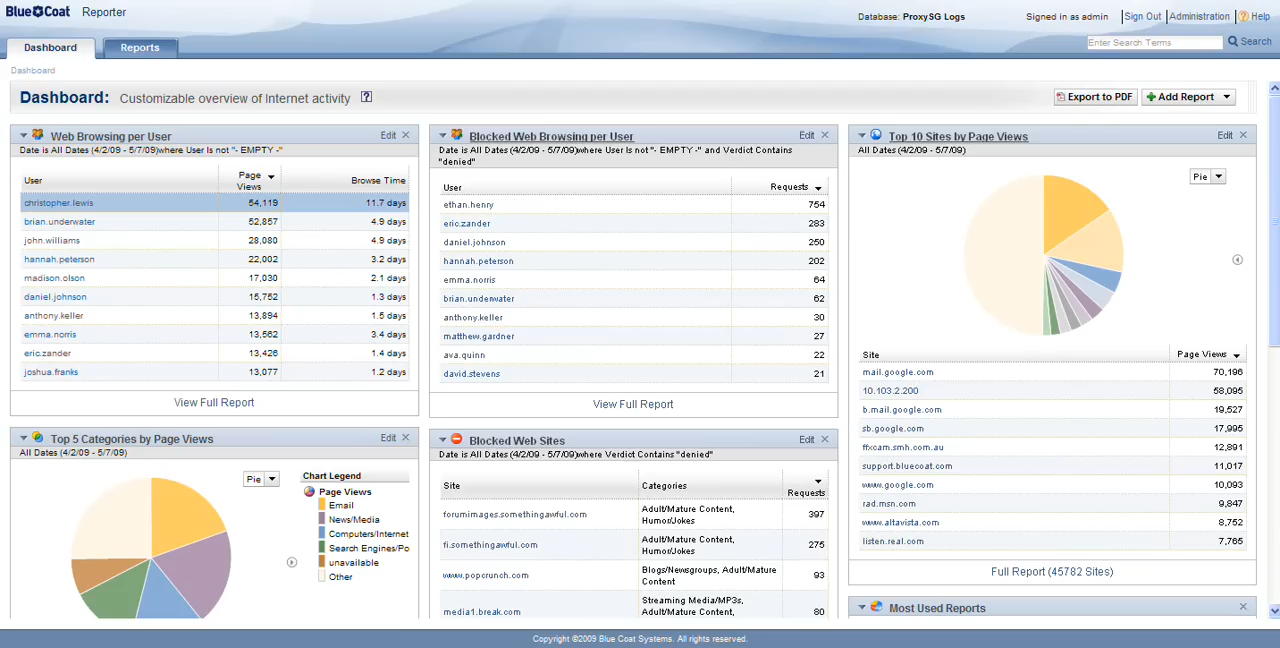 Blue Coat Reporter
Database: ProxySG Logs
Signed in as admin | Sign Out | Administration | Help
Dashboard
Reports
Enter Search Terms
Search
Dashboard
Dashboard: Customizable overview of Internet activity ?
Export to PDF
Add Report
Web Browsing per User
Edit ×
Date is All Dates (4/2/09 - 5/7/09)where User Is not "- EMPTY -"
User Page Views Browse Time
christopher.lewis 54,119 11.7 days
brian.underwater 52,857 4.9 days
john.williams 28,080 4.9 days
hannah.peterson 22,002 3.2 days
madison.olson 17,030 2.1 days
daniel.johnson 15,752 1.3 days
anthony.keller 13,894 1.5 days
emma.norris 13,562 3.4 days
eric.zander 13,426 1.4 days
joshua.franks 13,077 1.2 days
View Full Report
Blocked Web Browsing per User
Edit ×
Date is All Dates (4/2/09 - 5/7/09)where User Is not "- EMPTY -" and Verdict Contains
"denied"
User Requests
ethan.henry 754
eric.zander 283
daniel.johnson 250
hannah.peterson 202
emma.norris 64
brian.underwater 62
anthony.keller 30
matthew.gardner 27
ava.quinn 22
david.stevens 21
View Full Report
Top 10 Sites by Page Views
Edit ×
All Dates (4/2/09 - 5/7/09)
Pie
Site Page Views
mail.google.com 70,196
10.103.2.200 58,095
b.mail.google.com 19,527
sb.google.com 17,995
ffxcam.smh.com.au 12,891
support.bluecoat.com 11,017
www.google.com 10,093
rad.msn.com 9,847
www.altavista.com 8,752
listen.real.com 7,765
Full Report (45782 Sites)
Top 5 Categories by Page Views
Edit ×
All Dates (4/2/09 - 5/7/09)
Pie
Chart Legend
Page Views
Email
News/Media
Computers/Internet
Search Engines/Po
unavailable
Other
Blocked Web Sites
Edit ×
Date is All Dates (4/2/09 - 5/7/09)where Verdict Contains "denied"
Site Categories Requests
forumimages.somethingawful.com Adult/Mature Content, 397
Humor/Jokes
fi.somethingawful.com Adult/Mature Content, 275
Humor/Jokes
www.popcrunch.com Blogs/Newsgroups, Adult/Mature 93
Content
Streaming Media/MP3s,
media1.break.com Adult/Mature Content, 80
Most Used Reports
×
Copyright ©2009 Blue Coat Systems. All rights reserved.